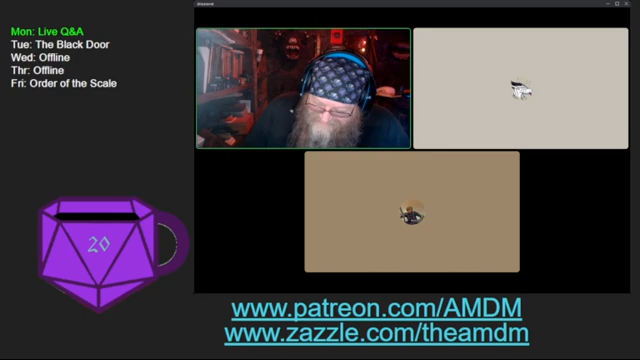 Mon: Live Q&A
Tue: The Black Door
Wed: Offline
Thr: Offline
Fri: Order of the Scale
20
www.patreon.com/AMDM
www.zazzle.com/theamdm